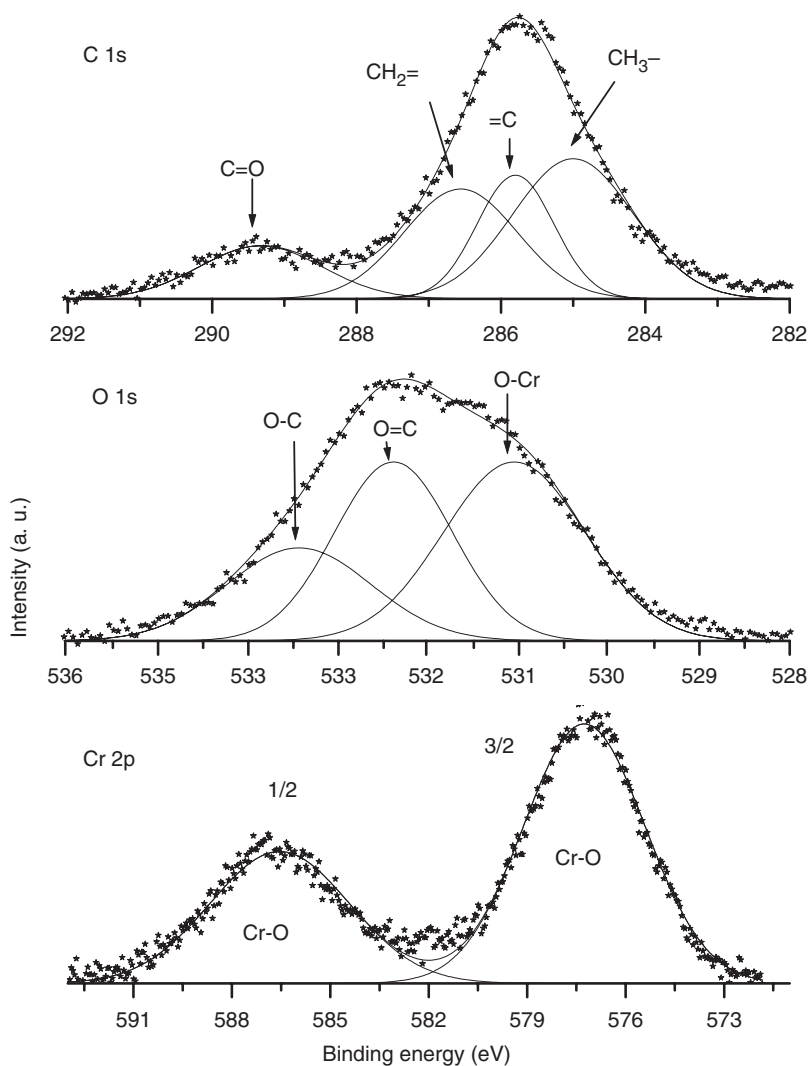 C 1s
CH2=
CH3–
=C
C=O
292 290 288 286 284 282
O 1s
O-Cr
O-C
O=C
536 535 533 533 532 531 530 529 528
Intensity (a. u.)
Cr 2p
3/2
1/2
Cr-O
Cr-O
591 588 585 582 579 576 573
Binding energy (eV)